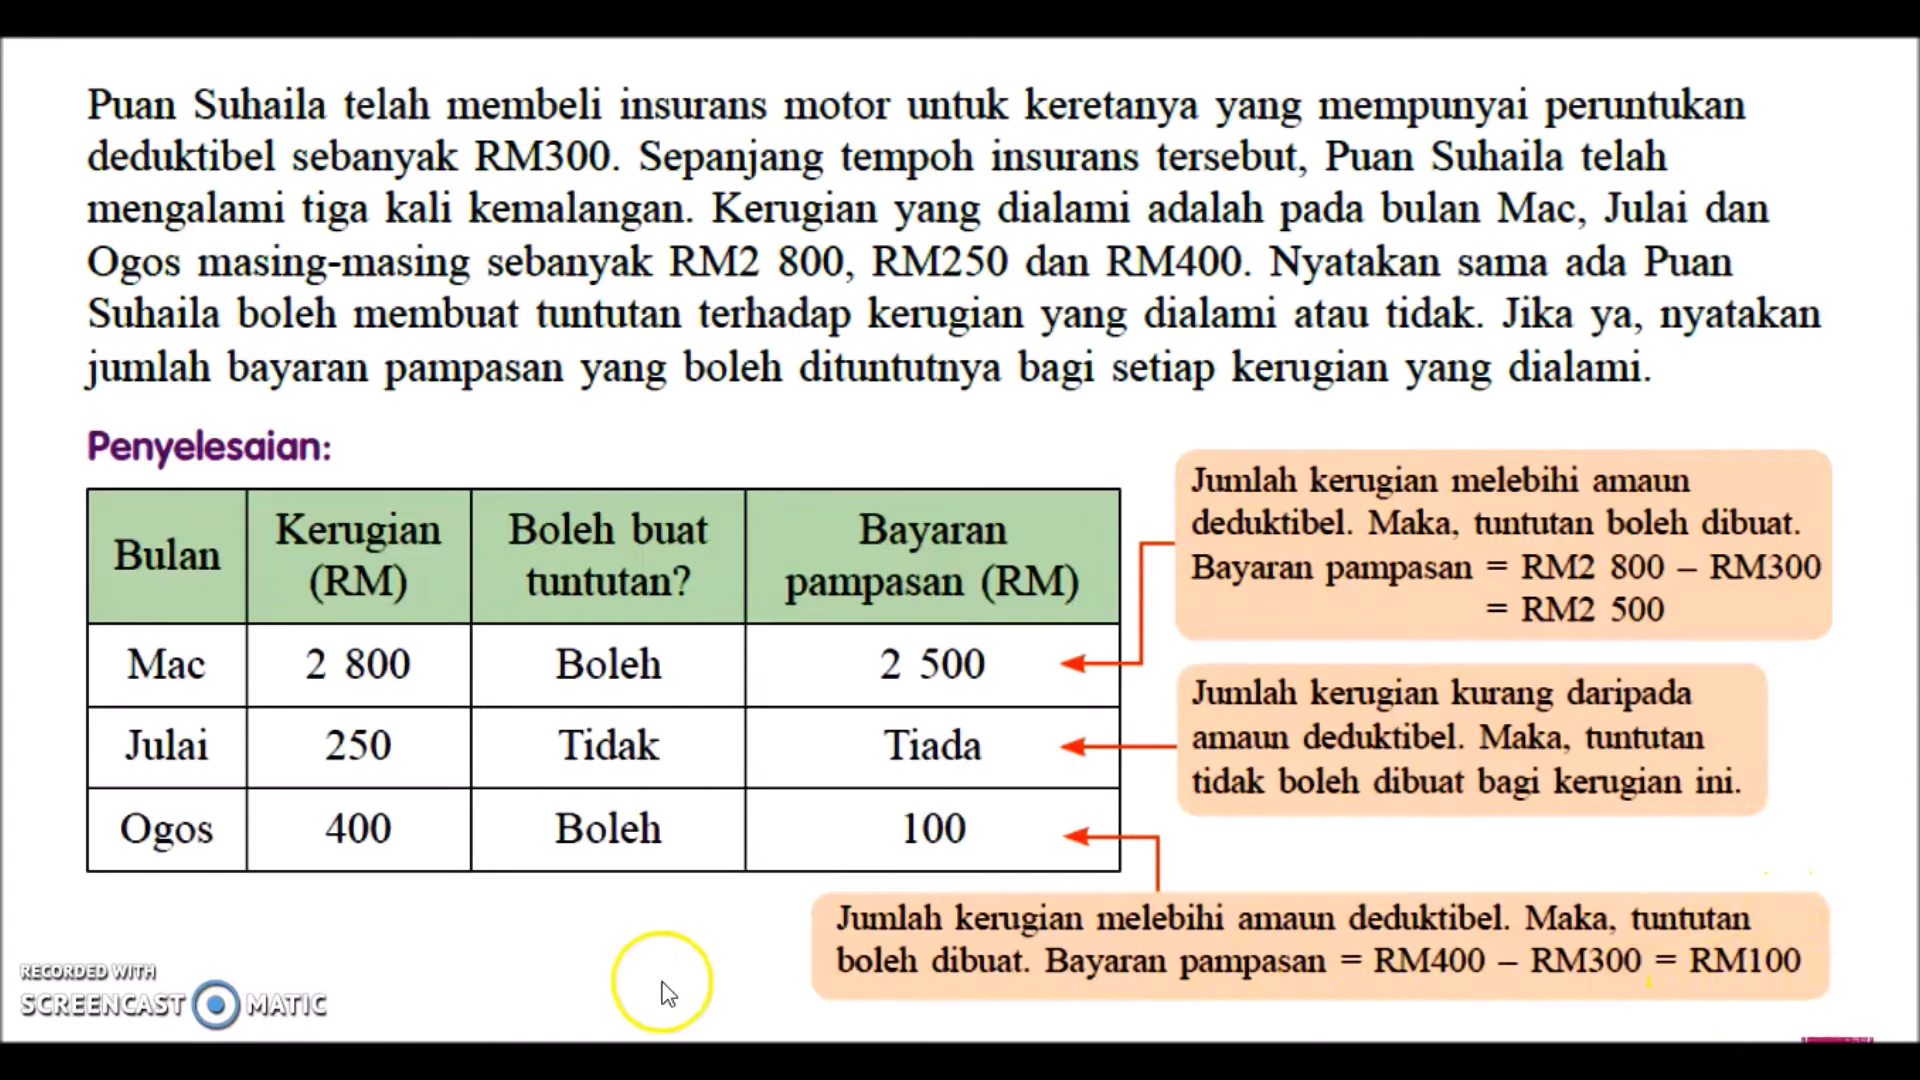 Puan Suhaila telah membeli insurans motor untuk keretanya yang mempunyai peruntukan
deduktibel sebanyak RM300. Sepanjang tempoh insurans tersebut, Puan Suhaila telah
mengalami tiga kali kemalangan. Kerugian yang dialami adalah pada bulan Mac, Julai dan
Ogos masing-masing sebanyak RM2 800, RM250 dan RM400. Nyatakan sama ada Puan
Suhaila boleh membuat tuntutan terhadap kerugian yang dialami atau tidak. Jika ya, nyatakan
jumlah bayaran pampasan yang boleh dituntutnya bagi setiap kerugian yang dialami.
Penyelesaian:
Bulan
Kerugian
(RM)
Boleh buat
tuntutan?
Bayaran
pampasan (RM)
Mac 2 800 Boleh 2 500
Julai 250 Tidak Tiada
Ogos 400 Boleh 100
Jumlah kerugian melebihi amaun
deduktibel. Maka, tuntutan boleh dibuat.
Bayaran pampasan = RM2 800 – RM300
= RM2 500
Jumlah kerugian kurang daripada
amaun deduktibel. Maka, tuntutan
tidak boleh dibuat bagi kerugian ini.
Jumlah kerugian melebihi amaun deduktibel. Maka, tuntutan
boleh dibuat. Bayaran pampasan = RM400 – RM300 = RM100
RECORDED WITH
SCREENCAST MATIC